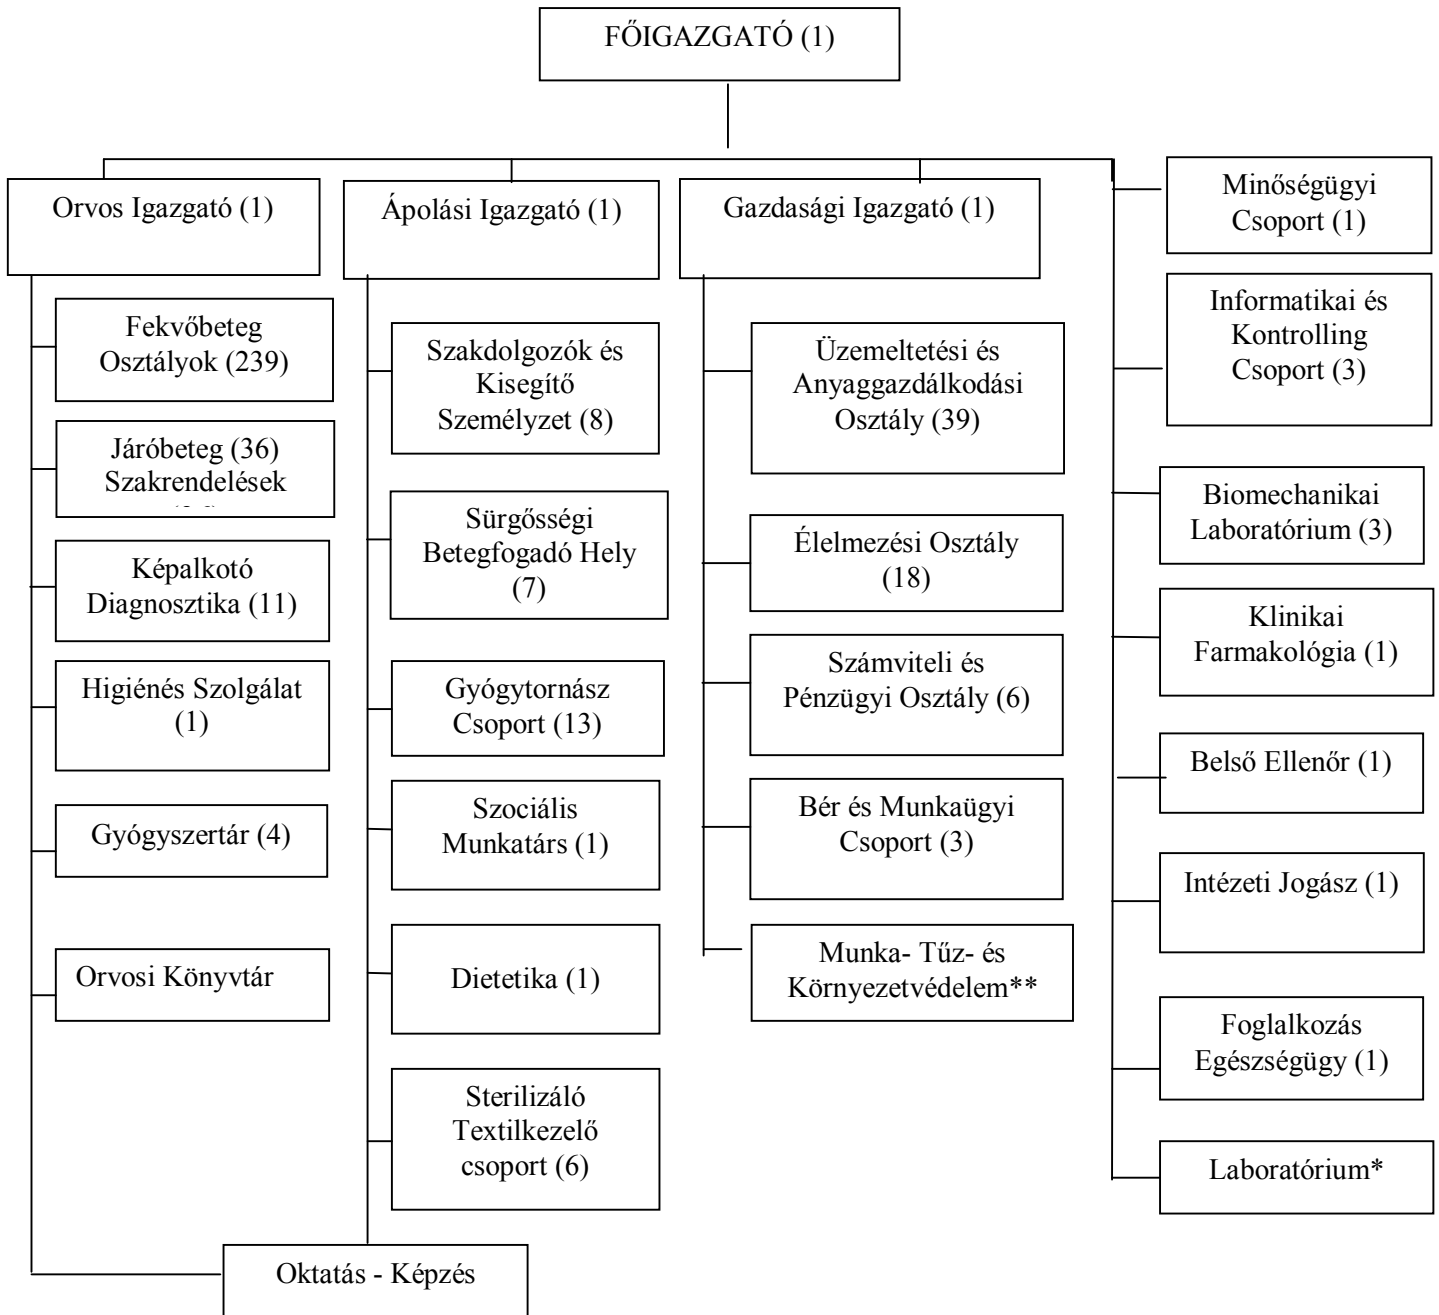 FŐIGAZGATÓ (1)
Orvos Igazgató (1)
Fekvőbeteg
Osztályok (239)
Járóbeteg (36)
Szakrendelések
Képalkotó
Diagnosztika (11)
Higiénés Szolgálat
(1)
Gyógyszertár (4)
Orvosi Könyvtár
Ápolási Igazgató (1)
Szakdolgozók és
Kisegítő
Személyzet (8)
Sürgősségi
Betegfogadó Hely
(7)
Gyógytornász
Csoport (13)
Szociális
Munkatárs (1)
Dietetika (1)
Sterilizáló
Textilkezelő
csoport (6)
Oktatás - Képzés
Gazdasági Igazgató (1)
Üzemeltetési és
Anyaggazdálkodási
Osztály (39)
Élelmezési Osztály
(18)
Számviteli és
Pénzügyi Osztály (6)
Bér és Munkaügyi
Csoport (3)
Munka- Tűz- és
Környezetvédelem**
Minőségügyi
Csoport (1)
Informatikai és
Kontrolling
Csoport (3)
Biomechanikai
Laboratórium (3)
Klinikai
Farmakológia (1)
Belső Ellenőr (1)
Intézeti Jogász (1)
Foglalkozás
Egészségügy (1)
Laboratórium*